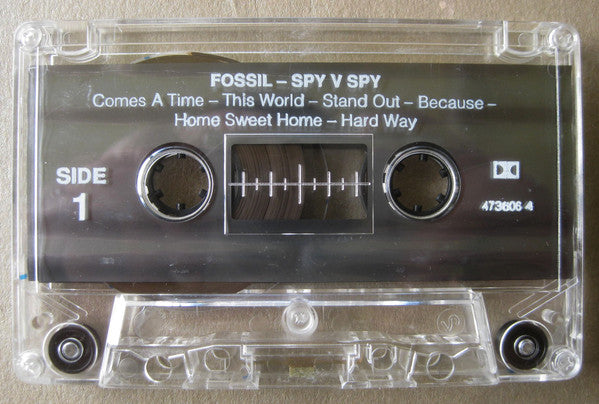 FOSSIL – SPY V SPY
Comes A Time – This World – Stand Out – Because –
Home Sweet Home – Hard Way
SIDE
1
473606 4